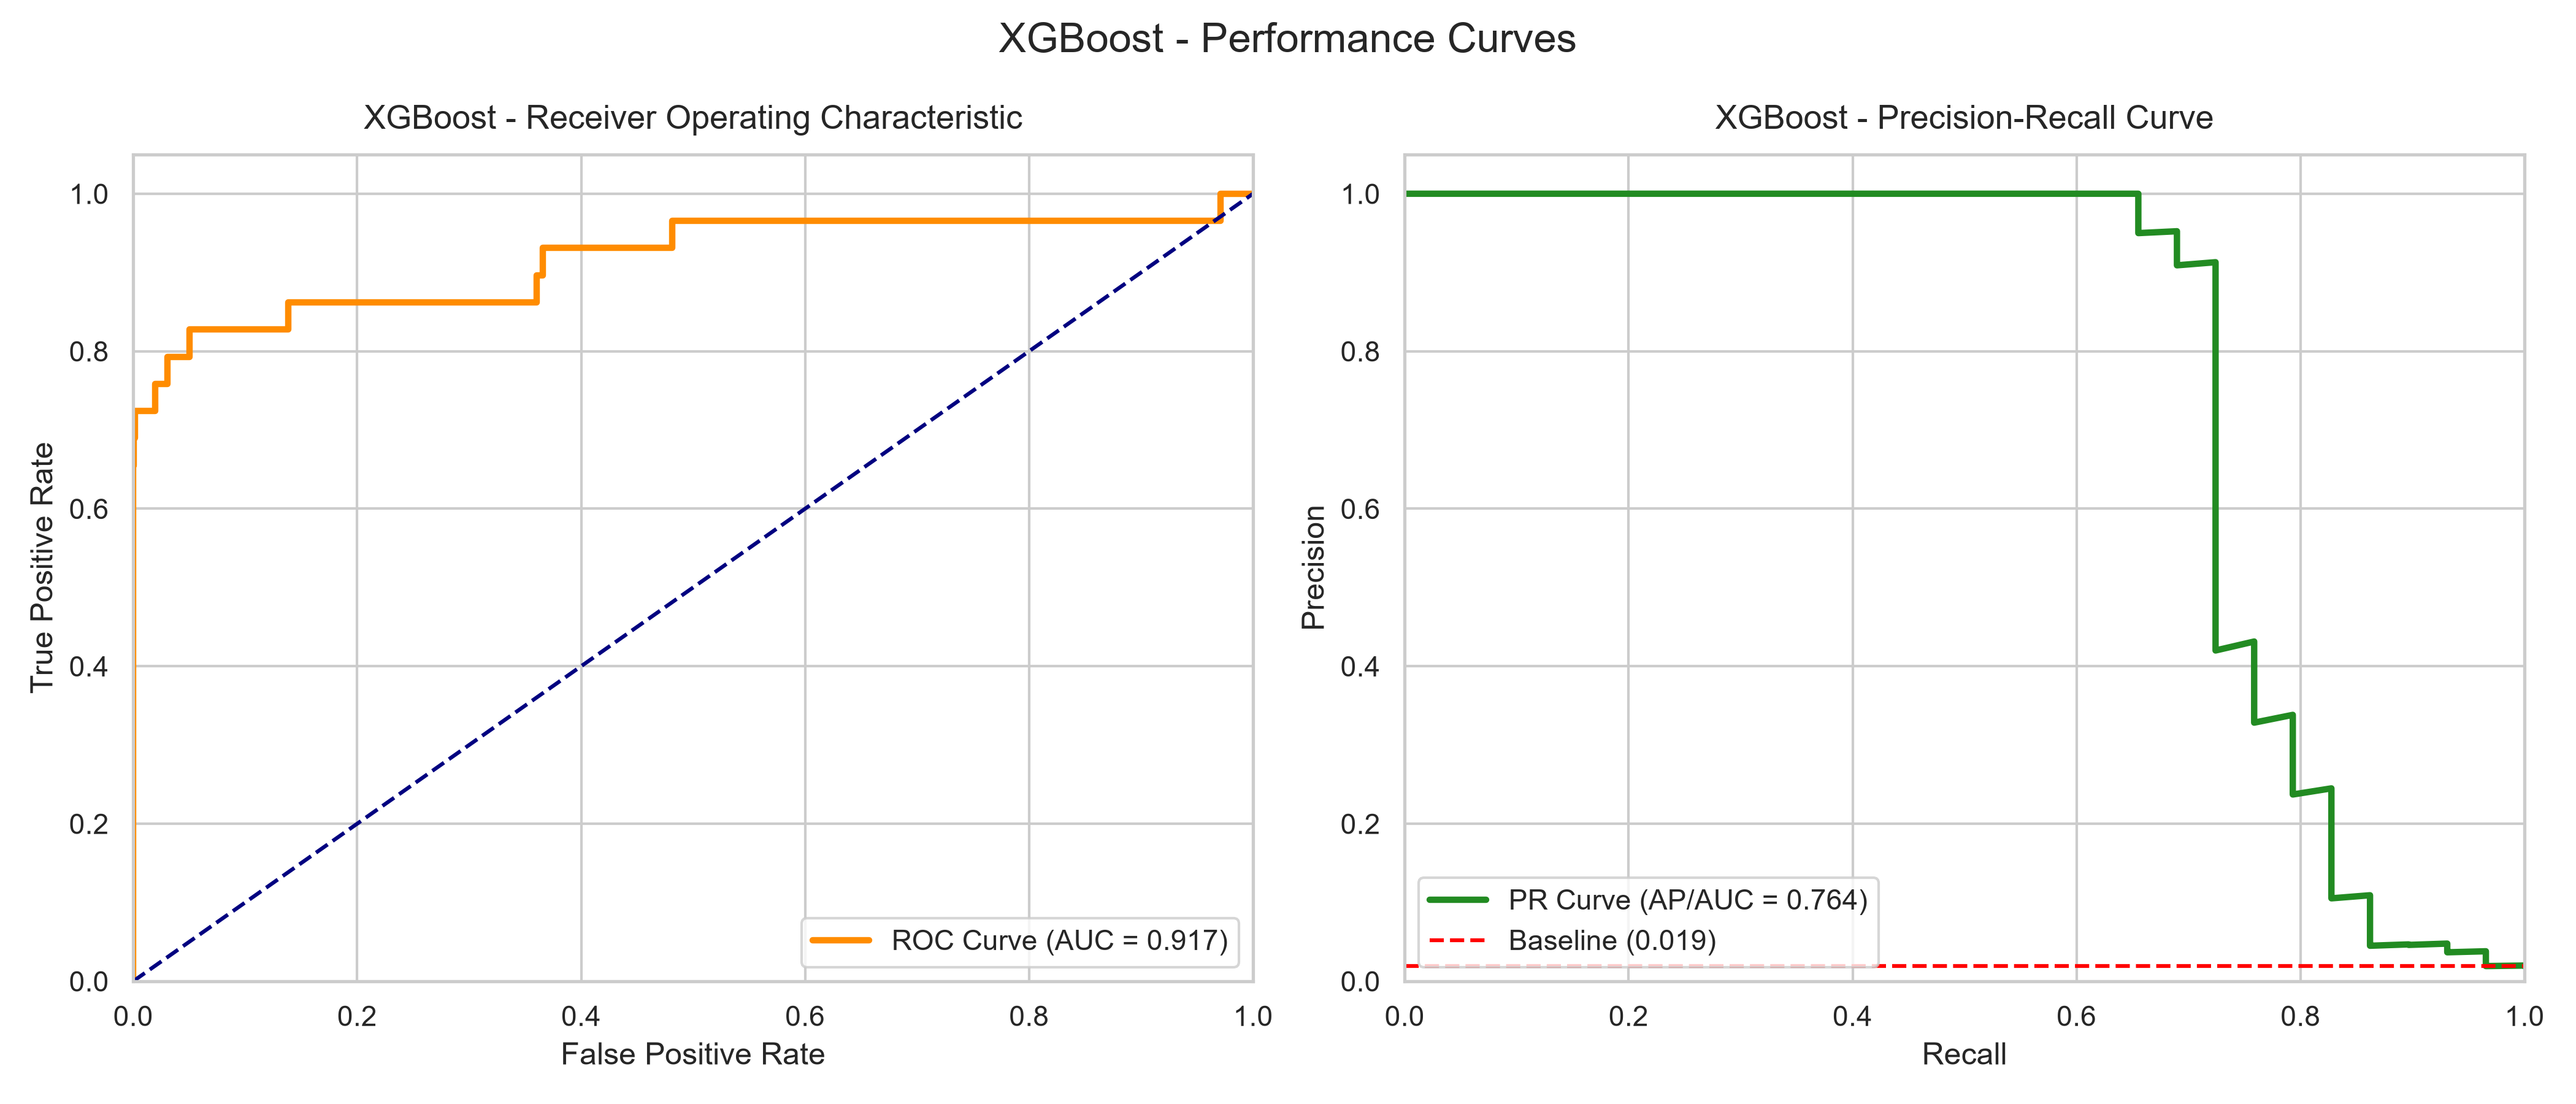 XGBoost - Performance Curves
XGBoost - Receiver Operating Characteristic
True Positive Rate
1.0
0.8
0.6
0.4
0.2
0.0
0.0 0.2 0.4 0.6 0.8 1.0
False Positive Rate
ROC Curve (AUC = 0.917)
XGBoost - Precision-Recall Curve
Precision
1.0
0.8
0.6
0.4
0.2
0.0
0.0 0.2 0.4 0.6 0.8 1.0
Recall
PR Curve (AP/AUC = 0.764)
Baseline (0.019)